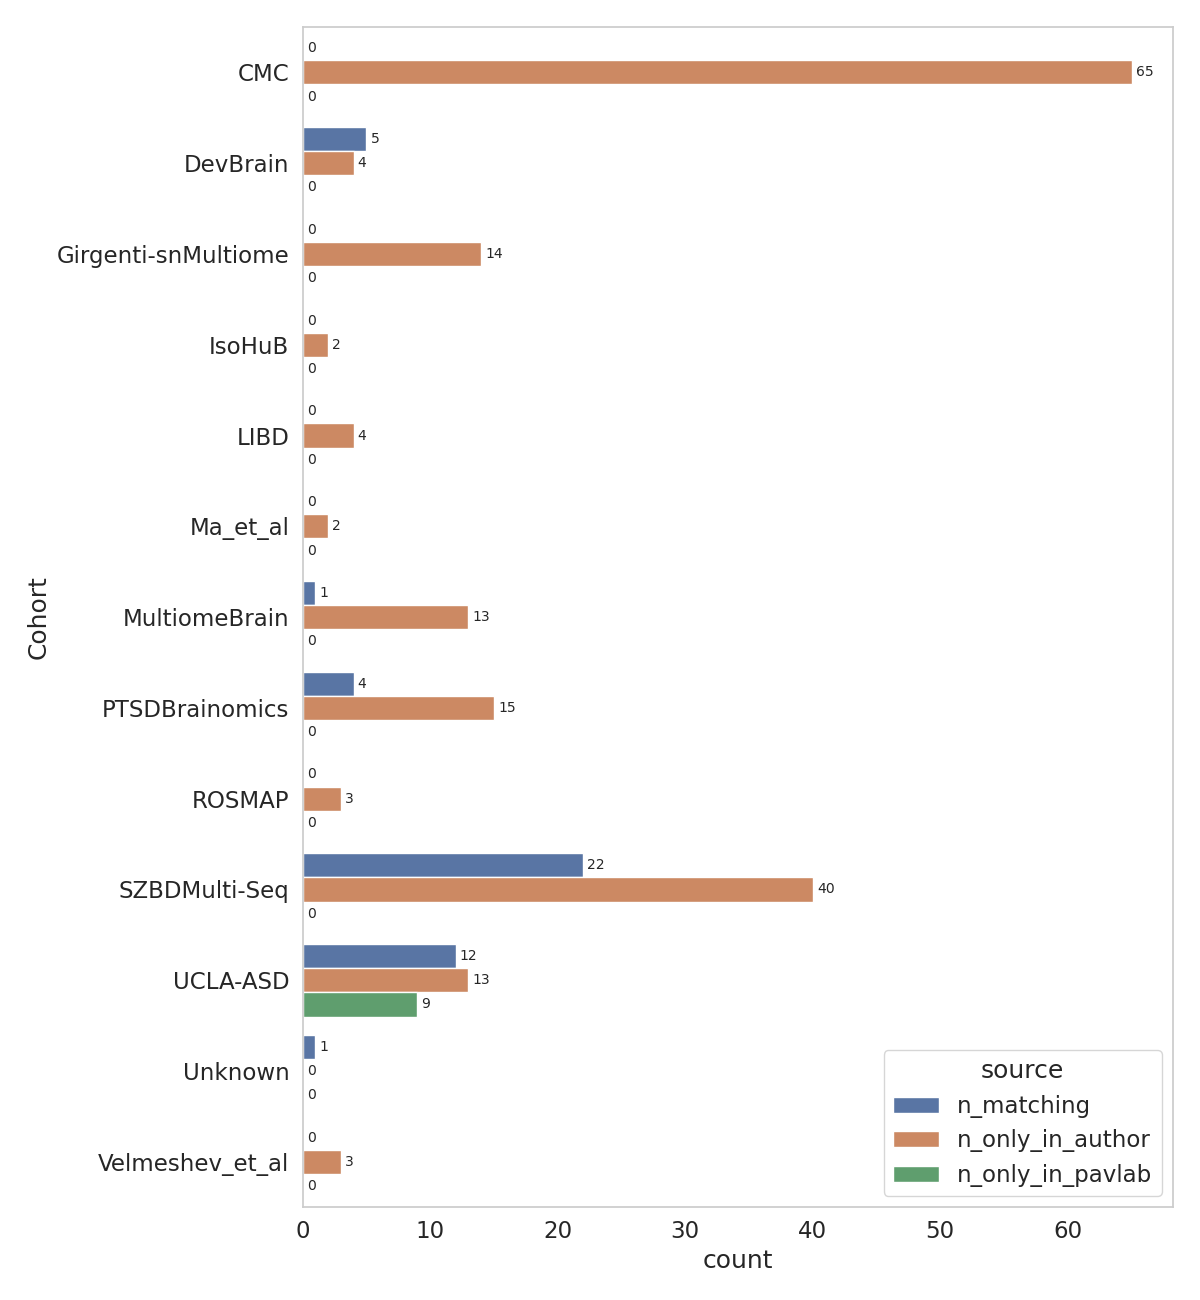 0
CMC 65
0
5
DevBrain 4
0
0
Girgenti-snMultiome 14
0
0
IsoHuB 2
0
0
LIBD 4
0
0
Ma_et_al 2
0
1
MultiomeBrain 13
0
4
PTSDBrainomics 15
0
0
ROSMAP 3
0
22
SZBDMulti-Seq 40
0
12
UCLA-ASD 13
9
1
Unknown 0
0
0
Velmeshev_et_al 3
0
Cohort
source
n_matching
n_only_in_author
n_only_in_pavlab
0 10 20 30 40 50 60
count